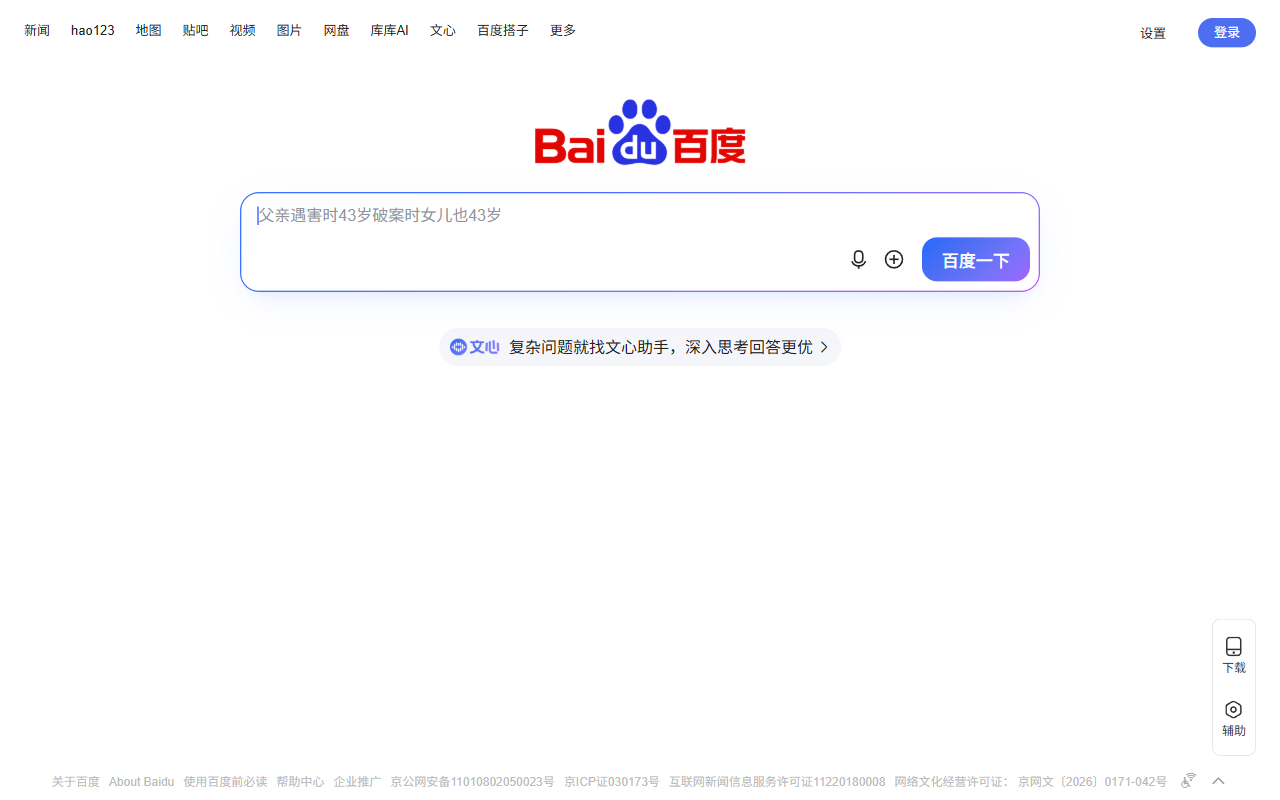 新闻 hao123 地图 贴吧 视频 图片 网盘 库库AI 文心 百度搭子 更多 设置 登录
Bai du 百度
父亲遇害时43岁破案时女儿也43岁
百度一下
文心 复杂问题就找文心助手，深入思考回答更优
下载
辅助
关于百度 About Baidu 使用百度前必读 帮助中心 企业推广 京公网安备11010802050023号 京ICP证030173号 互联网新闻信息服务许可证11220180008 网络文化经营许可证： 京网文〔2026〕0171-042号